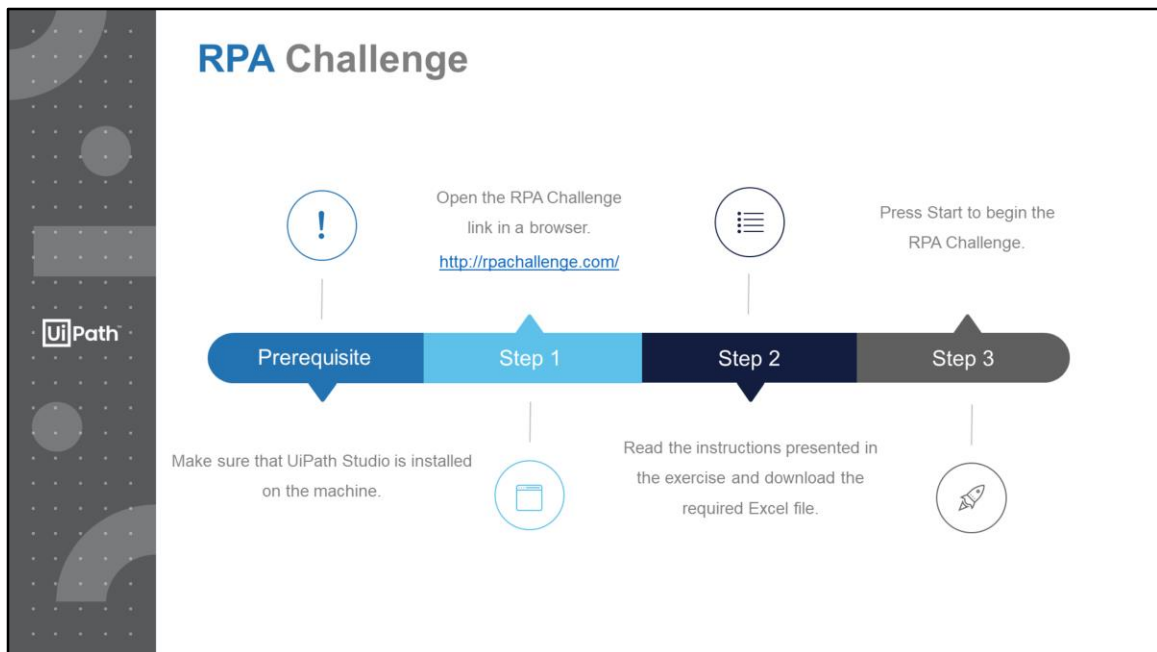 RPA Challenge
!
Open the RPA Challenge
link in a browser.
http://rpachallenge.com/
Press Start to begin the
RPA Challenge.
UiPath™
Prerequisite
Step 1
Step 2
Step 3
Make sure that UiPath Studio is installed
on the machine.
Read the instructions presented in
the exercise and download the
required Excel file.